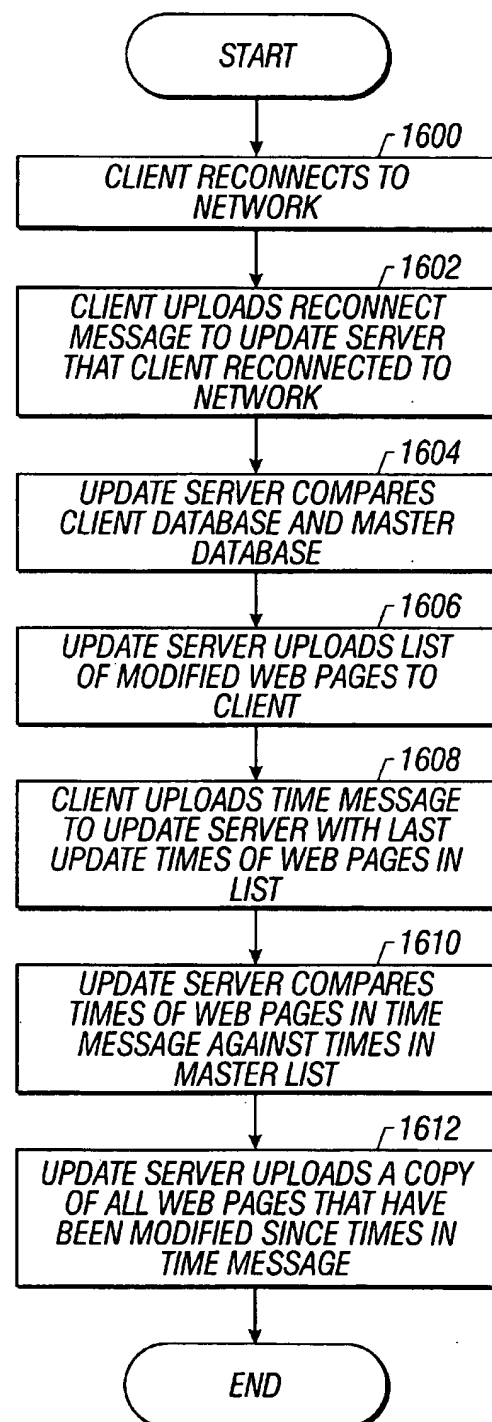 START
1600
CLIENT RECONNECTS TO
NETWORK
1602
CLIENT UPLOADS RECONNECT
MESSAGE TO UPDATE SERVER
THAT CLIENT RECONNECTED TO
NETWORK
1604
UPDATE SERVER COMPARES
CLIENT DATABASE AND MASTER
DATABASE
1606
UPDATE SERVER UPLOADS LIST
OF MODIFIED WEB PAGES TO
CLIENT
1608
CLIENT UPLOADS TIME MESSAGE
TO UPDATE SERVER WITH LAST
UPDATE TIMES OF WEB PAGES IN
LIST
1610
UPDATE SERVER COMPARES
TIMES OF WEB PAGES IN TIME
MESSAGE AGAINST TIMES IN
MASTER LIST
1612
UPDATE SERVER UPLOADS A COPY
OF ALL WEB PAGES THAT HAVE
BEEN MODIFIED SINCE TIMES IN
TIME MESSAGE
END